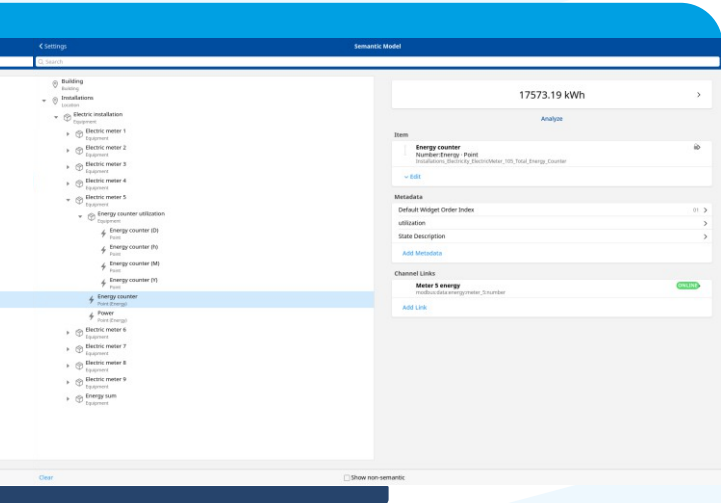 Settings
Semantic Model
Search
Building
Building
Installations
Location
Electric installation
Equipment
Electric meter 1
Equipment
Electric meter 2
Equipment
Electric meter 3
Equipment
Electric meter 4
Equipment
Electric meter 5
Equipment
Energy counter utilization
Equipment
Energy counter (D)
Point
Energy counter (h)
Point
Energy counter (M)
Point
Energy counter (Y)
Point
Energy counter
Point (Energy)
Power
Point (Energy)
Electric meter 6
Equipment
Electric meter 7
Equipment
Electric meter 8
Equipment
Electric meter 9
Equipment
Energy sum
Equipment
17573.19 kWh
Analyze
Item
Energy counter
Number:Energy · Point
Edit
Metadata
Default Widget Order Index
utilization
State Description
Add Metadata
Channel Links
Meter 5 energy
modbus:data:energy:meter_5:number
ONLINE
Add Link
Clear
Show non-semantic